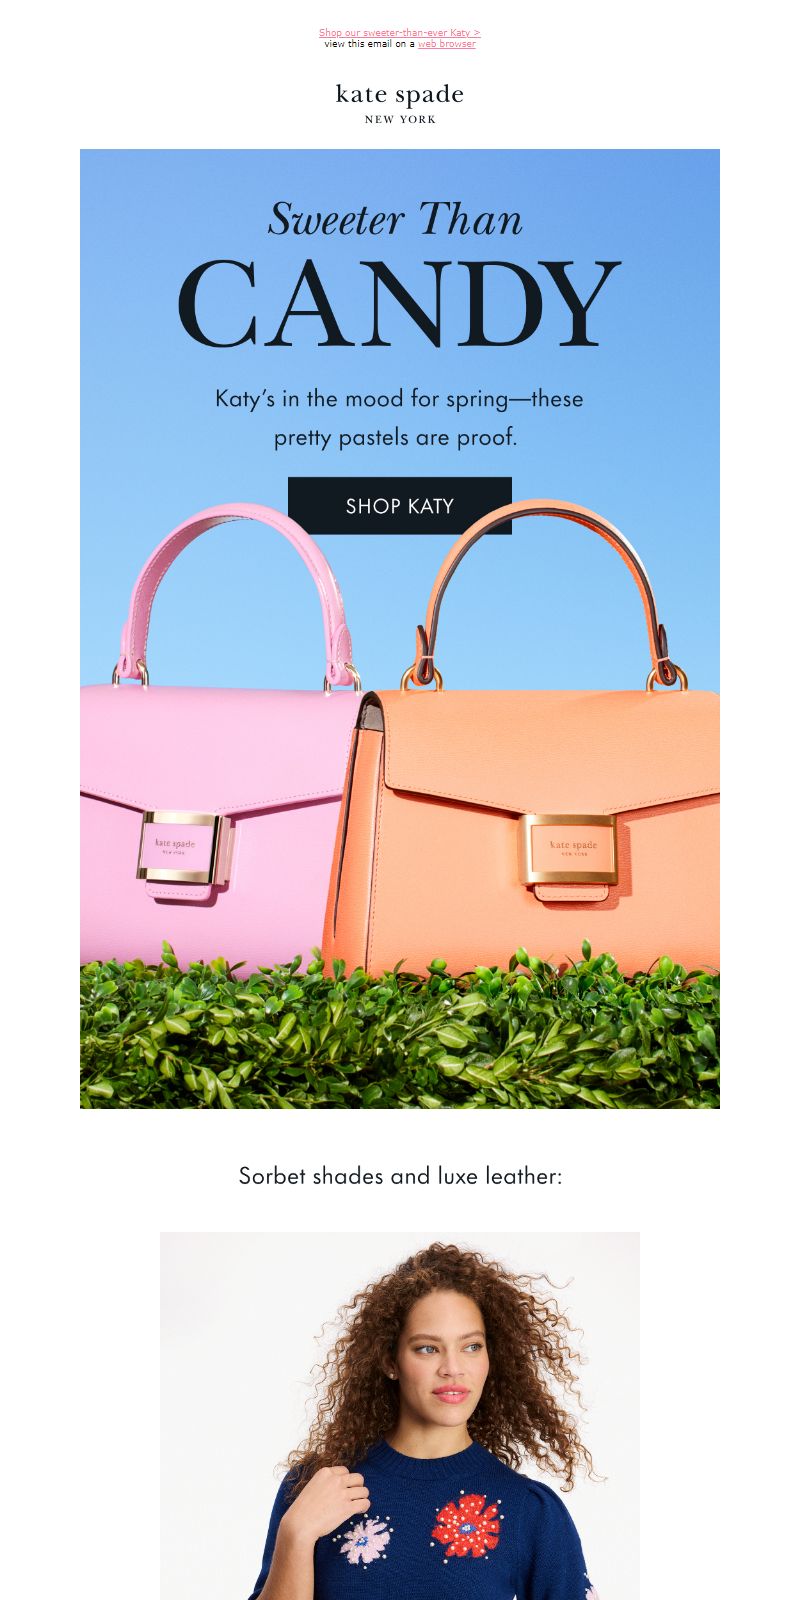 Shop our sweeter-than-ever Katy >
view this email on a web browser
kate spade
NEW YORK
Sweeter Than
CANDY
Katy’s in the mood for spring—these
pretty pastels are proof.
SHOP KATY
kate spade
NEW YORK
kate spade
NEW YORK
Sorbet shades and luxe leather: